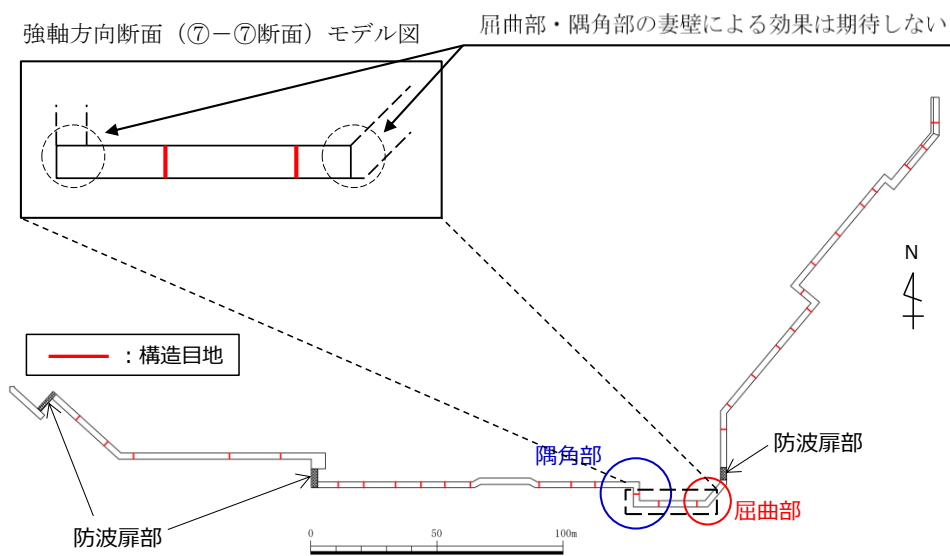 強軸方向断面（⑦－⑦断面）モデル図
屈曲部・隅角部の妻壁による効果は期待しない
N
：構造目地
防波扉部
隅角部
屈曲部
防波扉部
0 50 100m